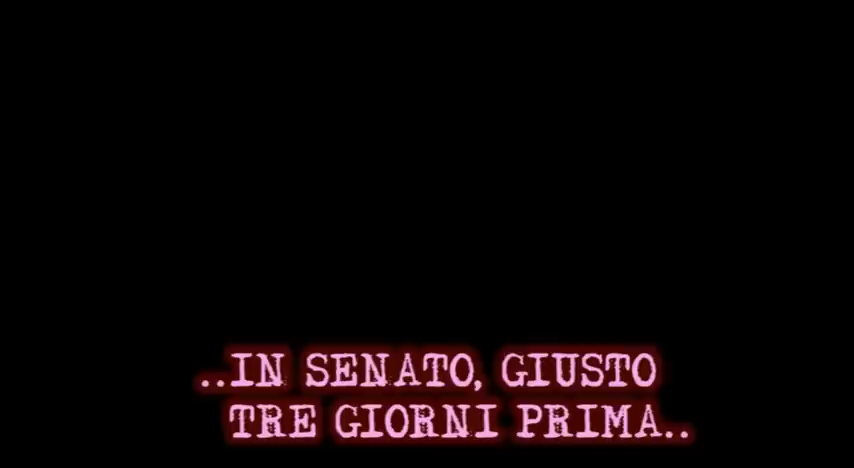 ..IN SENATO, GIUSTO
TRE GIORNI PRIMA..